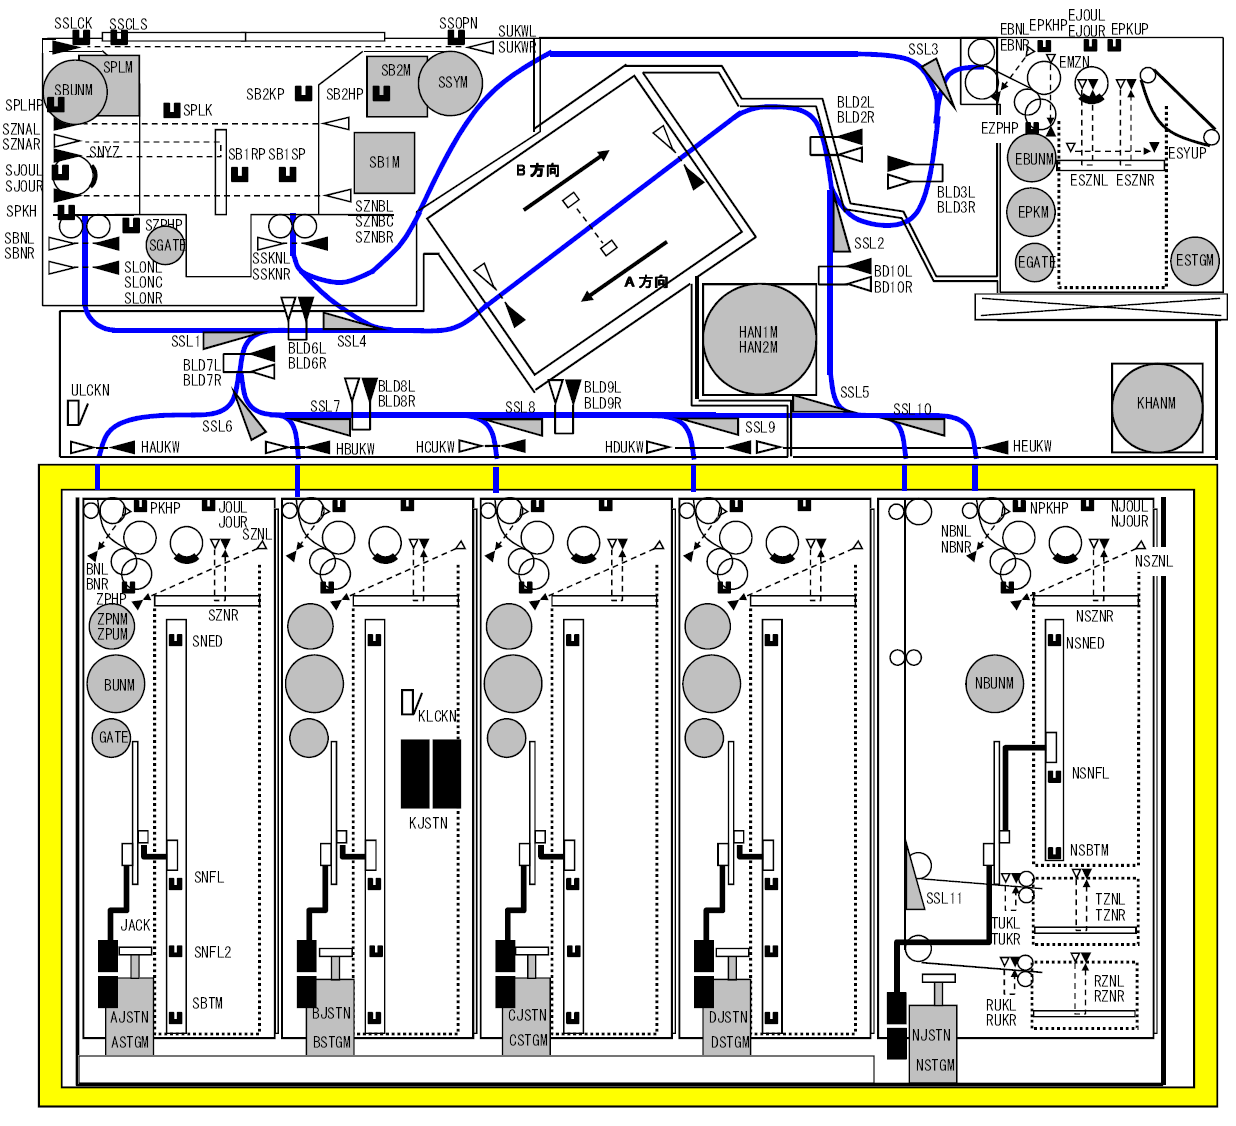 SSLCK
SSCLS
SSOPN
SUKWL
SUKWR
SPLM
SBUNM
SPLHP
SPLK
SB2KP
SB2HP
SB2M
SSYM
SZNAL
SZNAR
SNYZ
SB1RP
SB1SP
SB1M
SJOUL
SJOUR
SPKH
SZPHP
SGATE
SBNL
SBNR
SLONL
SLONC
SLONR
SSKNL
SSKNR
SZNBL
SZNBC
SZNBR
B 方向
A 方向
BLD2L
BLD2R
SSL3
BLD3L
BLD3R
SSL2
BD10L
BD10R
EBNL
EBNR
EPKHP
EJOUL
EJOUR
EPKUP
EMZN
EZPHP
EBUNM
EPKM
EGATE
ESZNL
ESZNR
ESYUP
ESTGM
HAN1M
HAN2M
KHANM
SSL1
BLD6L
BLD6R
SSL4
BLD7L
BLD7R
ULCKN
SSL6
SSL7
BLD8L
BLD8R
SSL8
BLD9L
BLD9R
SSL5
SSL9
SSL10
HAUKW
HBUKW
HCUKW
HDUKW
HEUKW
PKHP
JOUL
JOUR
SZNL
BNL
BNR
ZPHP
ZPNM
ZPUM
SZNR
SNED
BUNM
GATE
SNFL
JACK
SNFL2
SBTM
AJSTN
ASTGM
KLCKN
KJSTN
BJSTN
BSTGM
CJSTN
CSTGM
DJSTN
DSTGM
NPKHP
NJOUL
NJOUR
NBNL
NBNR
NSZNL
NSZNR
NSNED
NBUNM
NSNFL
NSBTM
SSL11
TUKL
TUKR
TZNL
TZNR
RUKL
RUKR
RZNL
RZNR
NJSTN
NSTGM